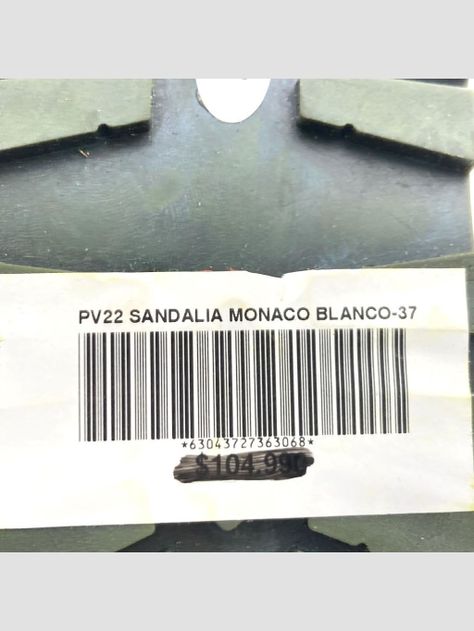 PV22 SANDALIA MONACO BLANCO-37
*63043727363068*
$104.990